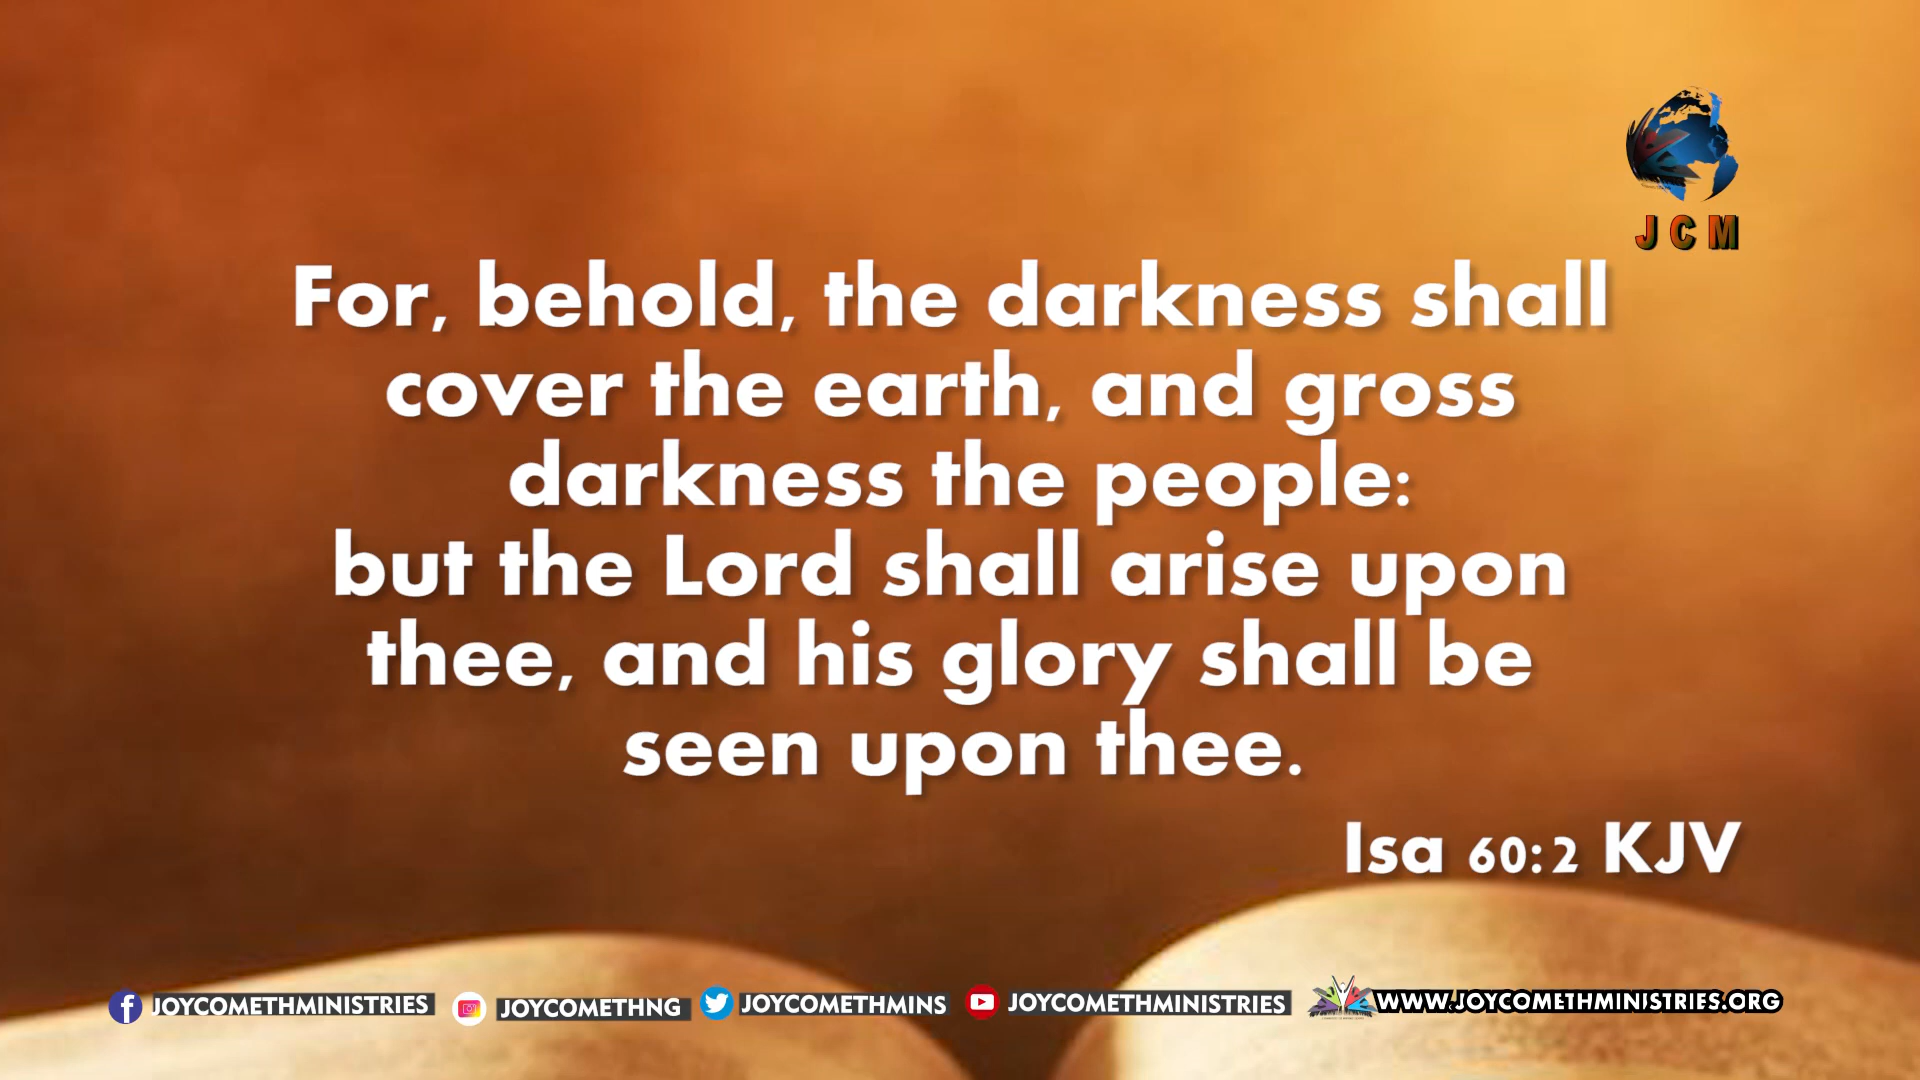 J C M
For, behold, the darkness shall
cover the earth, and gross
darkness the people:
but the Lord shall arise upon
thee, and his glory shall be
seen upon thee.
Isa 60:2 KJV
JOYCOMETHMINISTRIES JOYCOMETHNG JOYCOMETHMINS JOYCOMETHMINISTRIES WWW.JOYCOMETHMINISTRIES.ORG